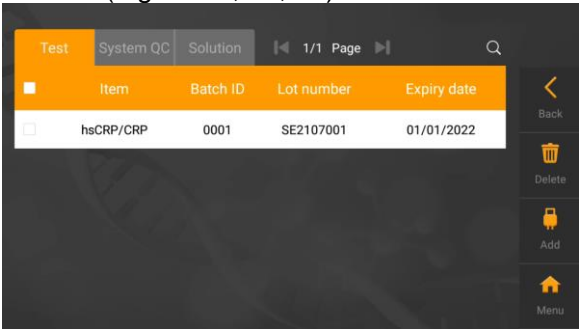 Test System QC Solution 1/1 Page
Item Batch ID Lot number Expiry date
hsCRP/CRP 0001 SE2107001 01/01/2022
Back
Delete
Add
Menu